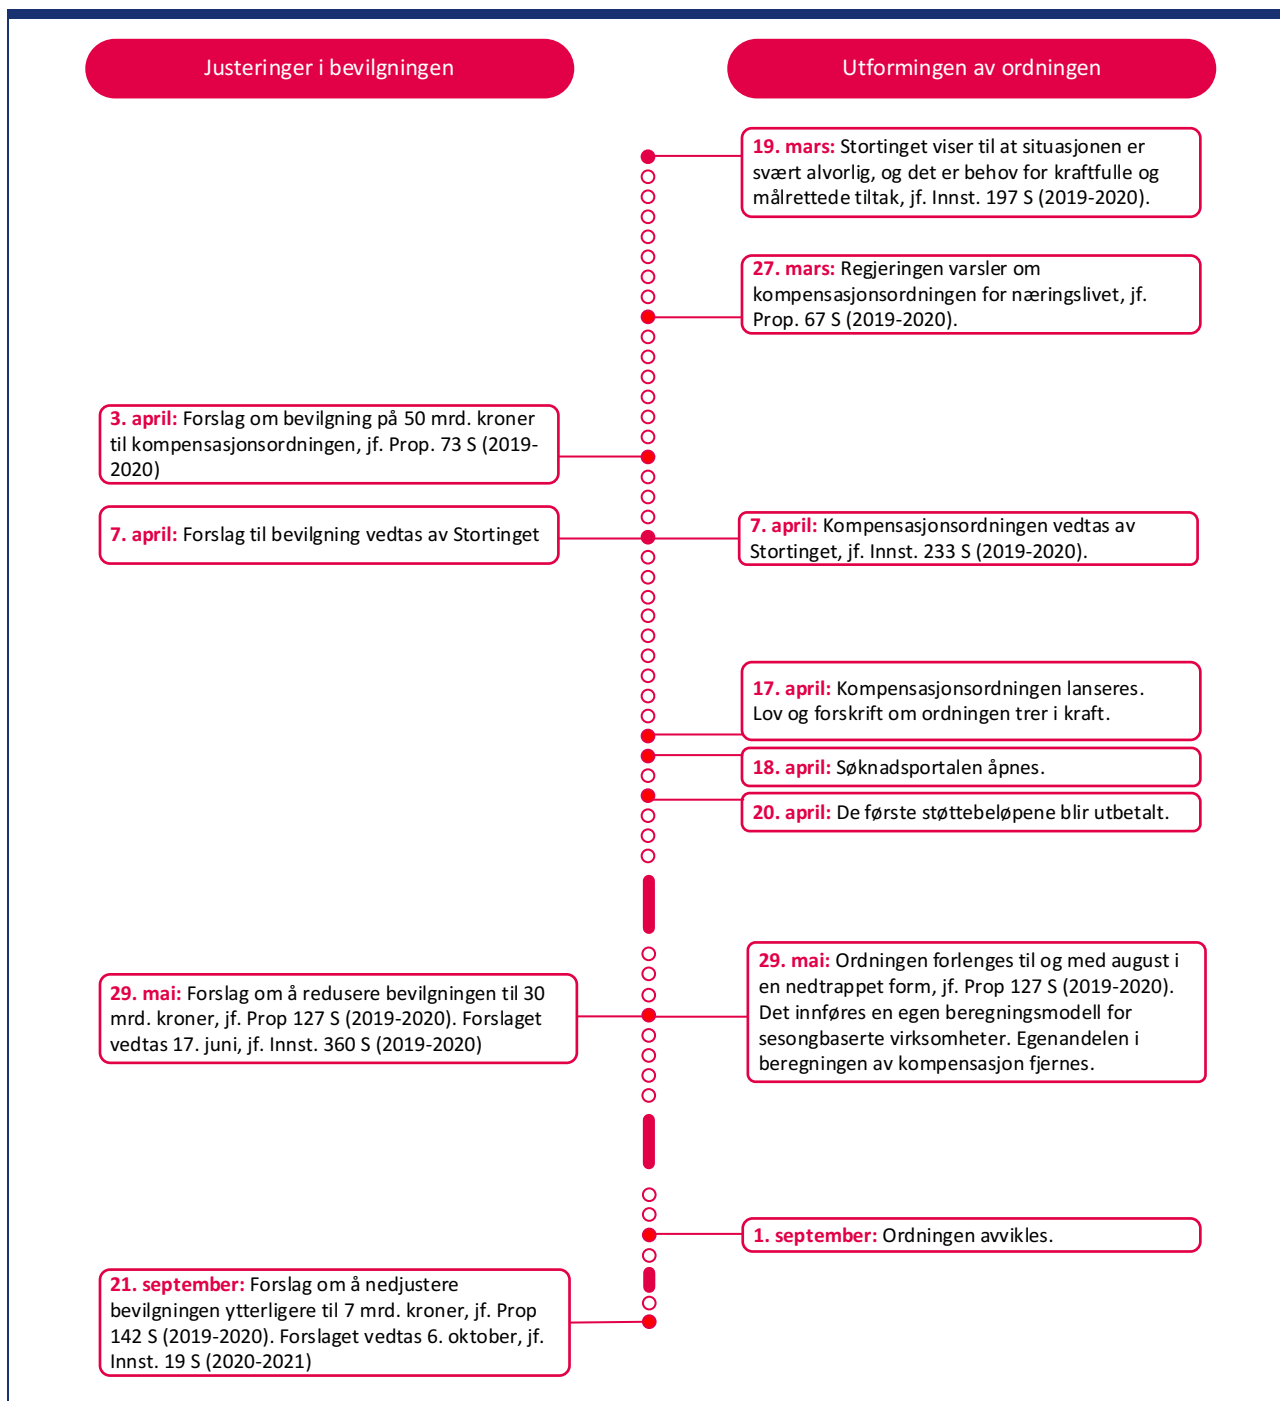 Justeringer i bevilgningen
Utformingen av ordningen
19. mars: Stortinget viser til at situasjonen er
svært alvorlig, og det er behov for kraftfulle og
målrettede tiltak, jf. Innst. 197 S (2019-2020).
27. mars: Regjeringen varsler om
kompensasjonsordningen for næringslivet, jf.
Prop. 67 S (2019-2020).
3. april: Forslag om bevilgning på 50 mrd. kroner
til kompensasjonsordningen, jf. Prop. 73 S (2019-
2020)
7. april: Forslag til bevilgning vedtas av Stortinget
7. april: Kompensasjonsordningen vedtas av
Stortinget, jf. Innst. 233 S (2019-2020).
17. april: Kompensasjonsordningen lanseres.
Lov og forskrift om ordningen trer i kraft.
18. april: Søknadsportalen åpnes.
20. april: De første støttebeløpene blir utbetalt.
29. mai: Forslag om å redusere bevilgningen til 30
mrd. kroner, jf. Prop 127 S (2019-2020). Forslaget
vedtas 17. juni, jf. Innst. 360 S (2019-2020)
29. mai: Ordningen forlenges til og med august i
en nedtrappet form, jf. Prop 127 S (2019-2020).
Det innføres en egen beregningsmodell for
sesongbaserte virksomheter. Egenandelen i
beregningen av kompensasjon fjernes.
1. september: Ordningen avvikles.
21. september: Forslag om å nedjustere
bevilgningen ytterligere til 7 mrd. kroner, jf. Prop
142 S (2019-2020). Forslaget vedtas 6. oktober, jf.
Innst. 19 S (2020-2021)